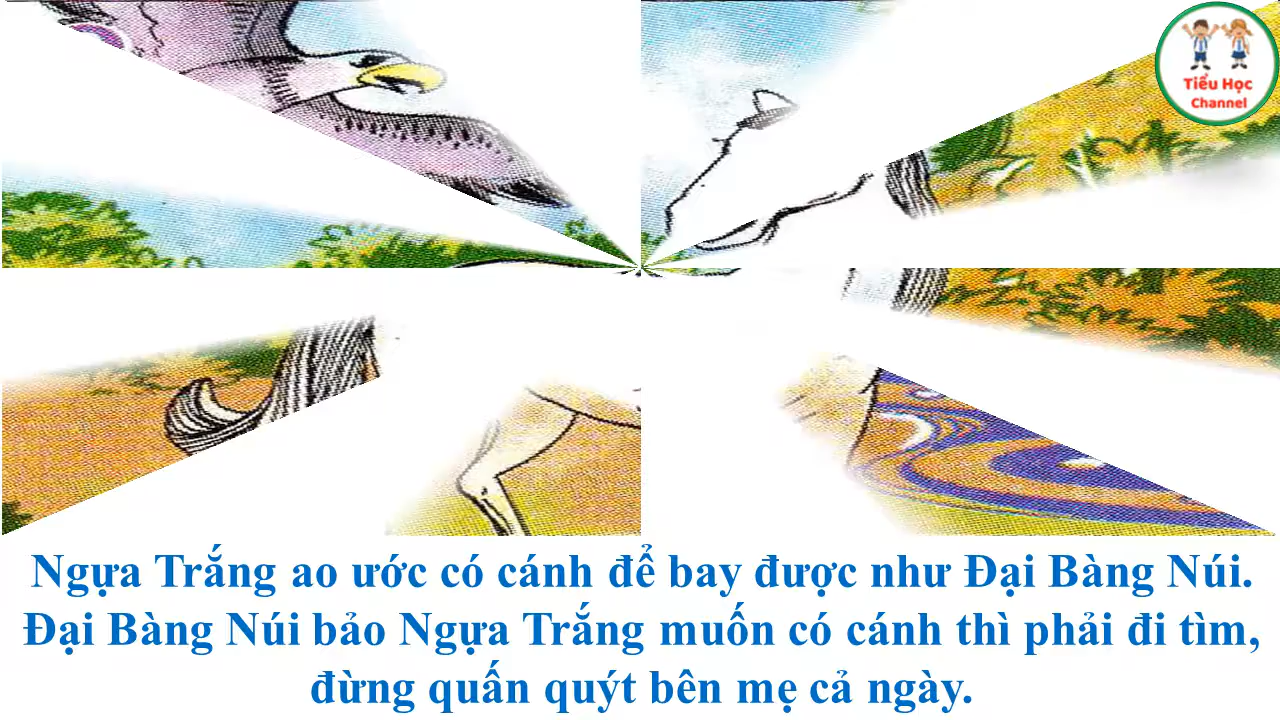 Tiểu Học
Channel
Ngựa Trắng ao ước có cánh để bay được như Đại Bàng Núi.
Đại Bàng Núi bảo Ngựa Trắng muốn có cánh thì phải đi tìm,
đừng quấn quýt bên mẹ cả ngày.